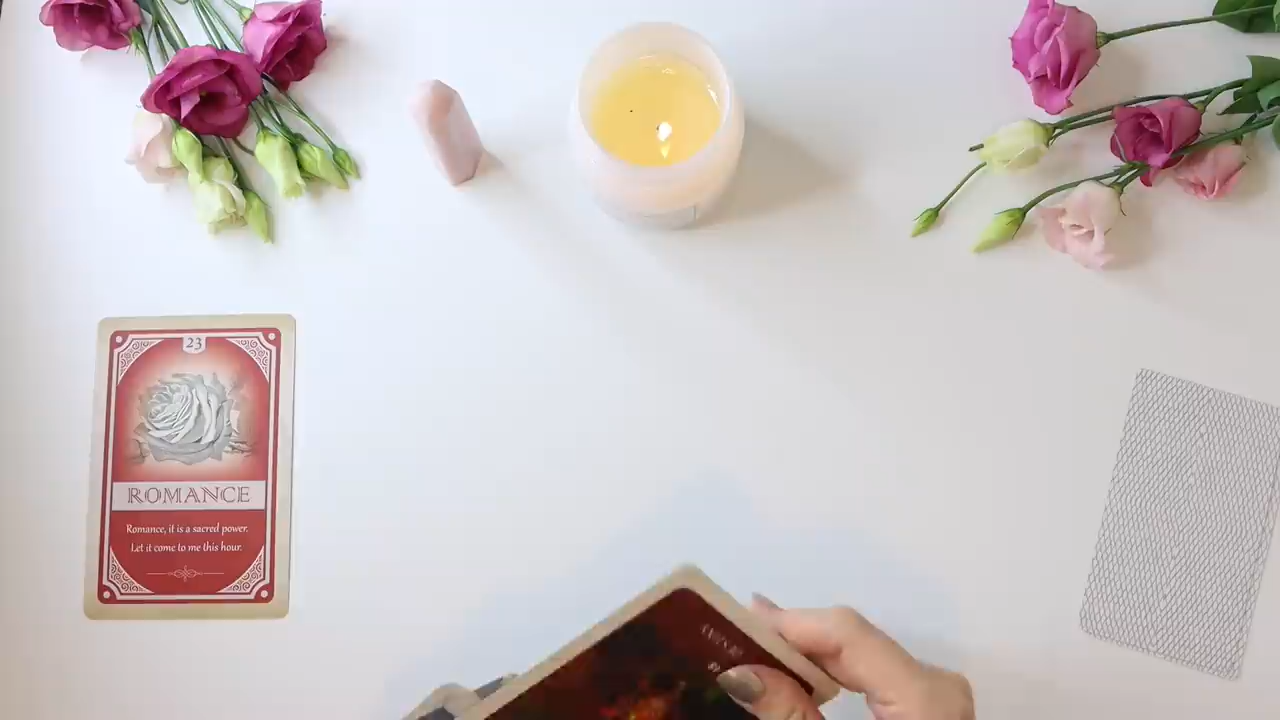 23
ROMANCE
Romance, it is a sacred power.
Let it come to me this hour.